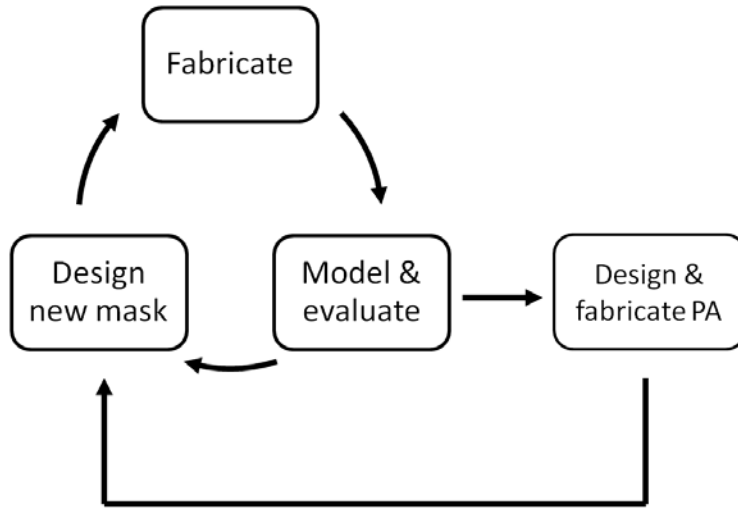 Fabricate
Design
new mask
Model &
evaluate
Design &
fabricate PA